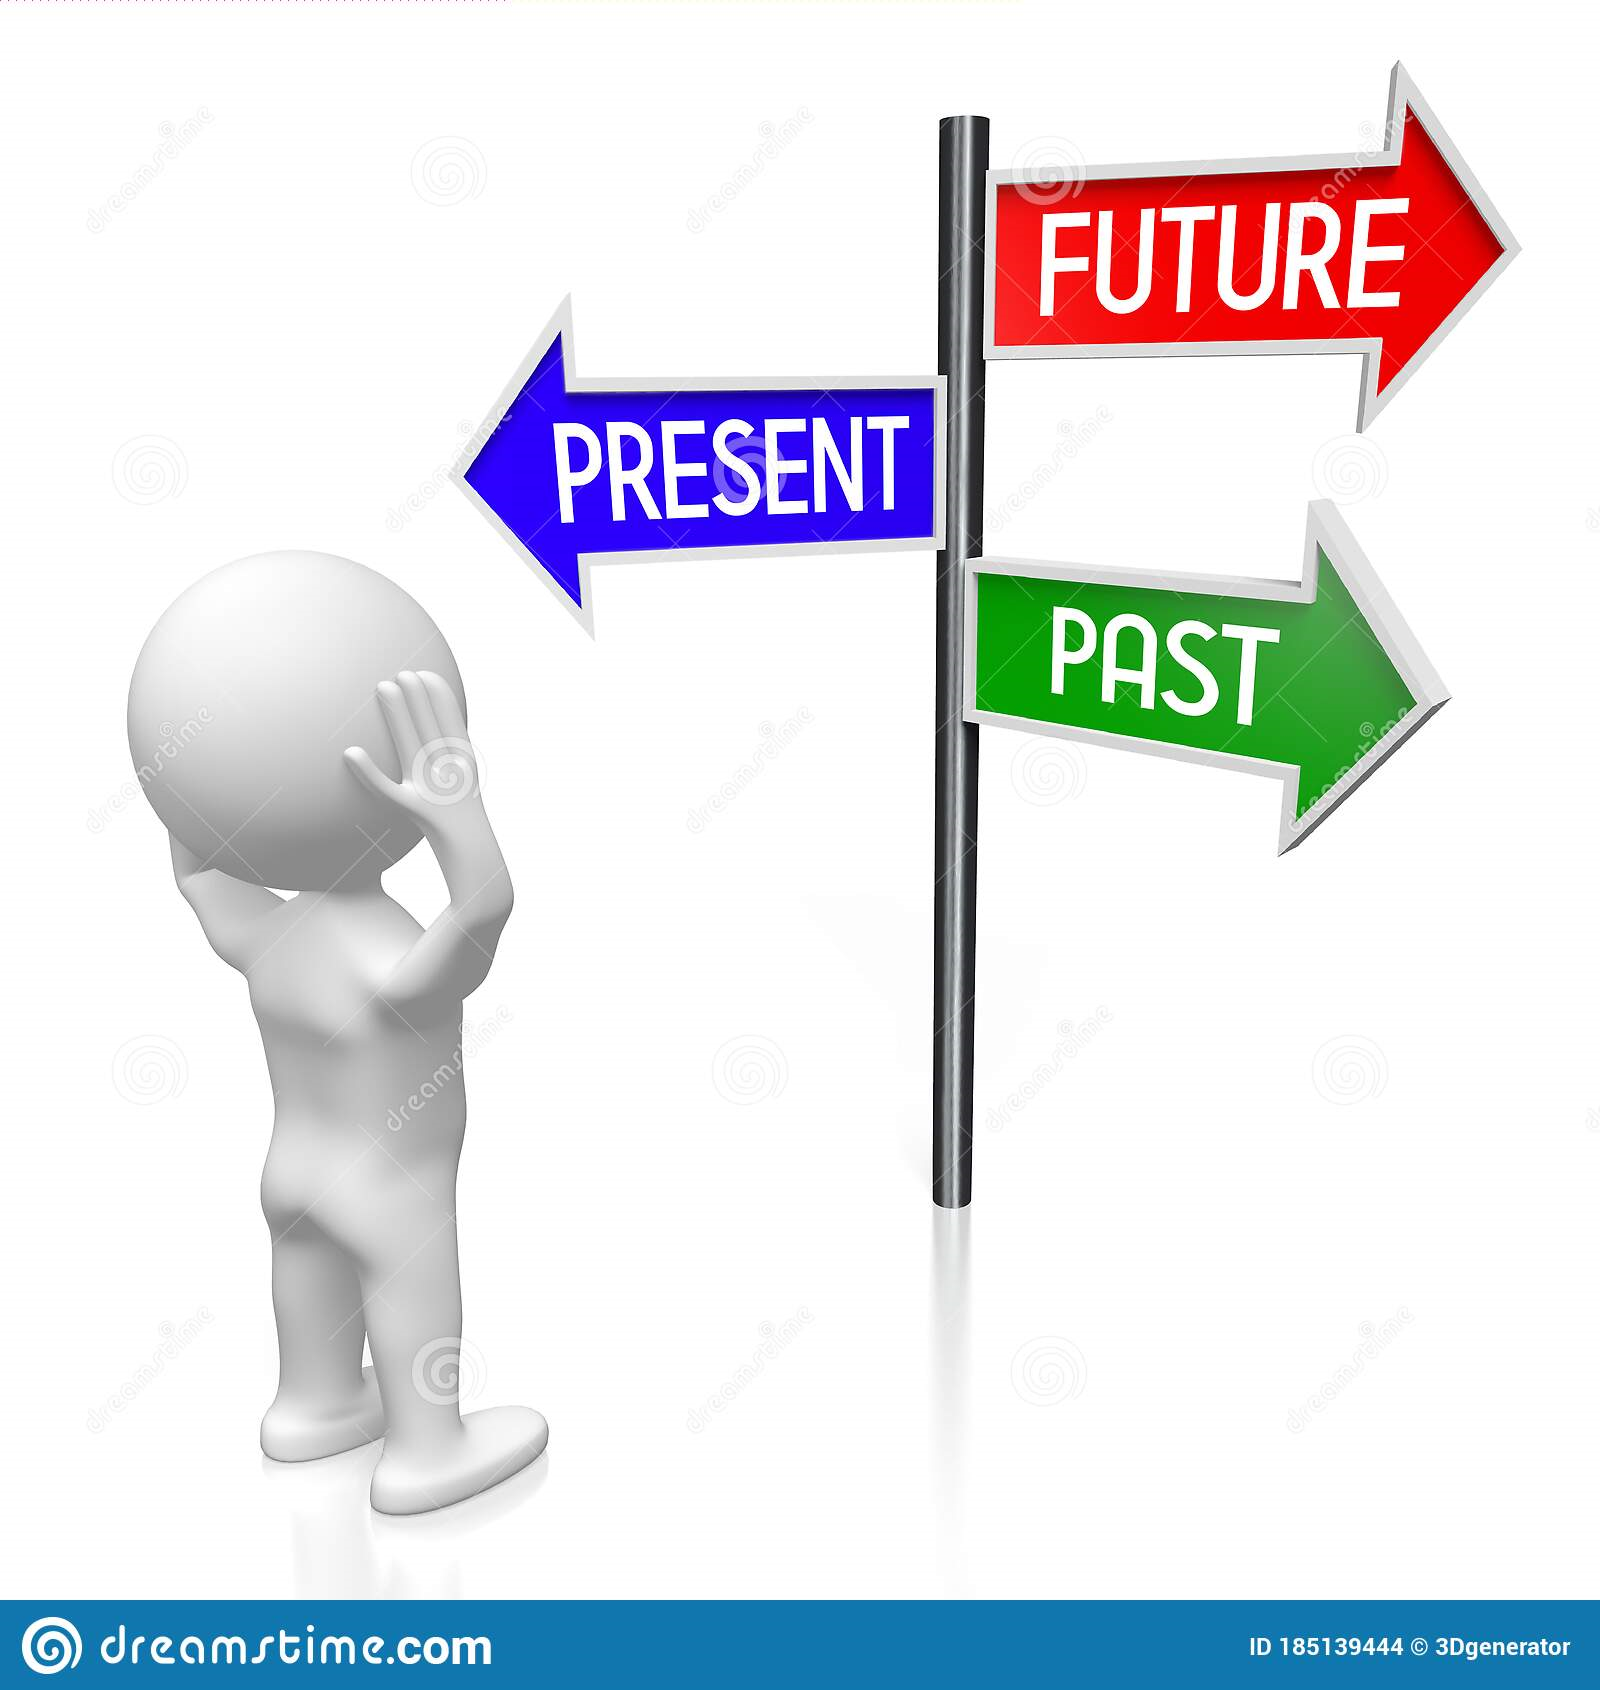 FUTURE
PRESENT
PAST
dreamstime.com
ID 185139444 © 3Dgenerator